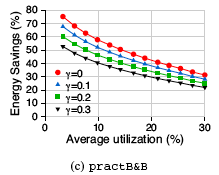 Energy Savings (%)
80
70
60
50
40
30
20
10
0
γ=0
γ=0.1
γ=0.2
γ=0.3
0 10 20 30
Average utilization (%)
(c) practB&B